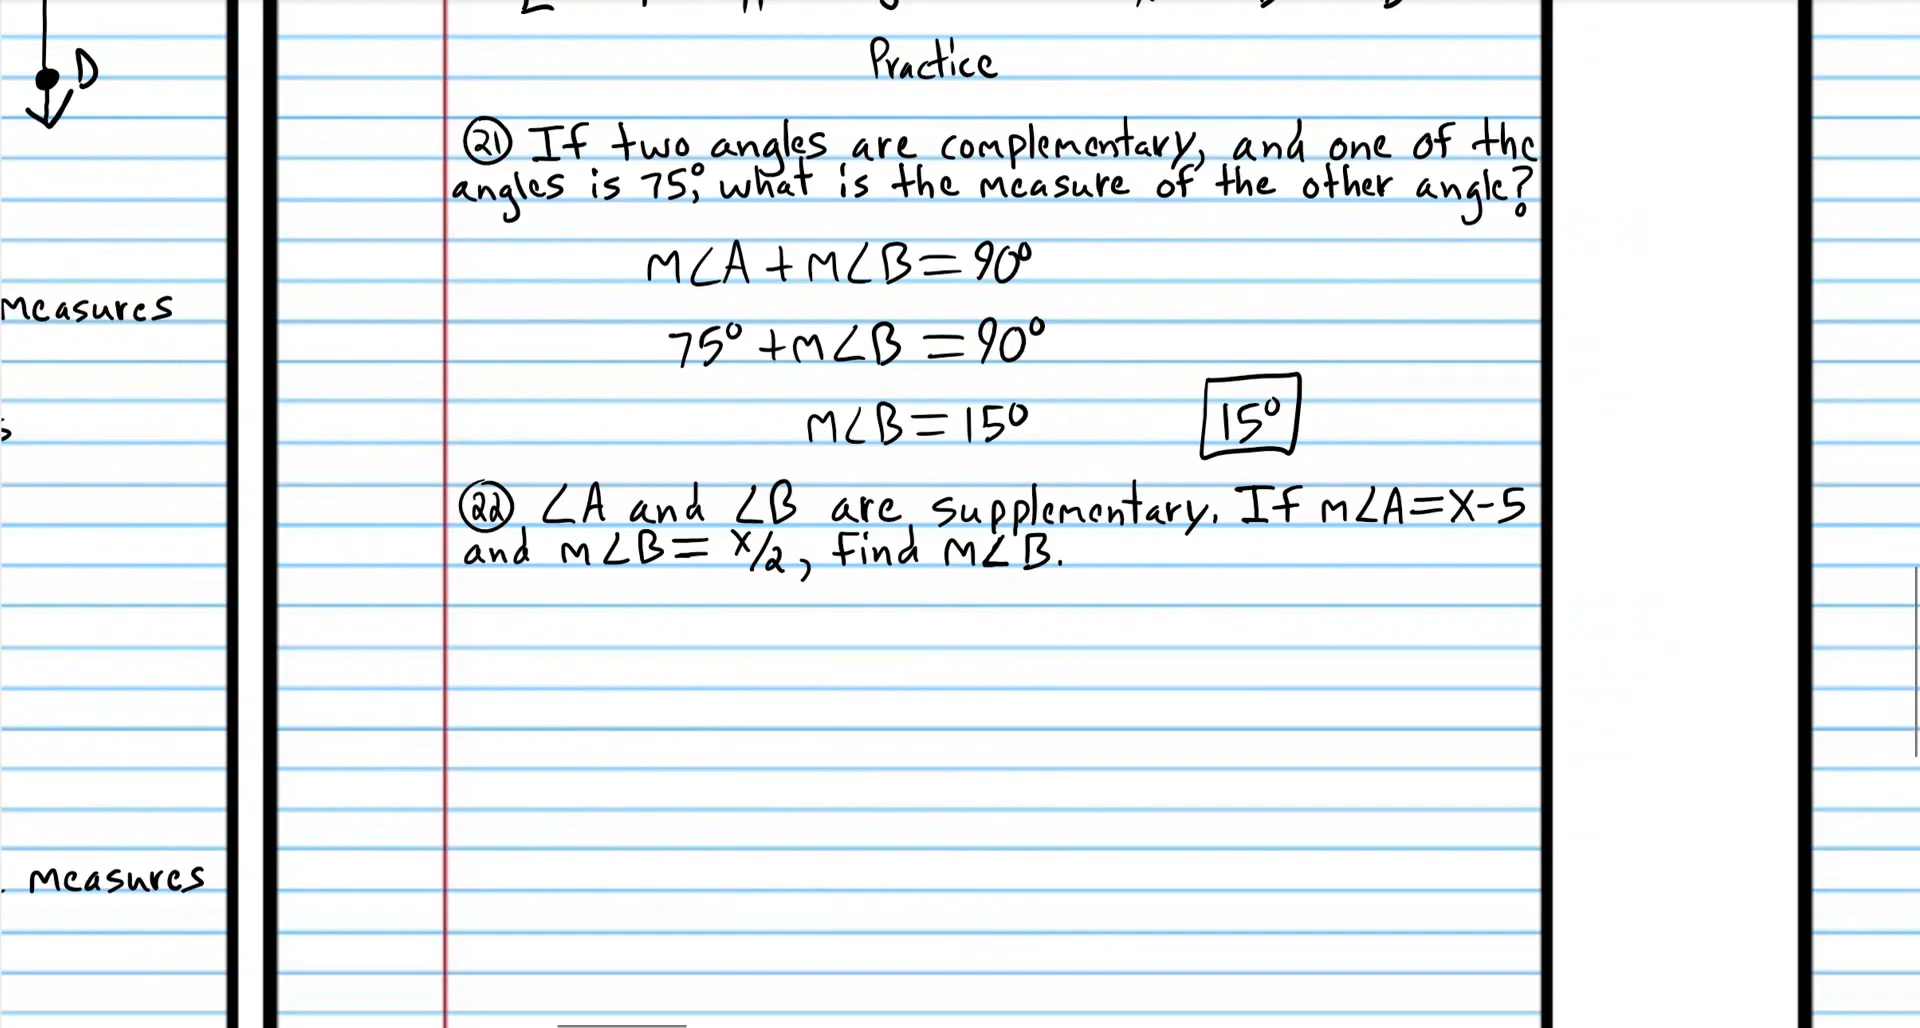 D
measures
. measures
Practice
21 If two angles are complementary, and one of the
angles is 75°, what is the measure of the other angle?
m∠A + m∠B = 90°
75° + m∠B = 90°
m∠B = 15°
15°
22 ∠A and ∠B are supplementary. If m∠A = x - 5
and m∠B = x/2, find m∠B.